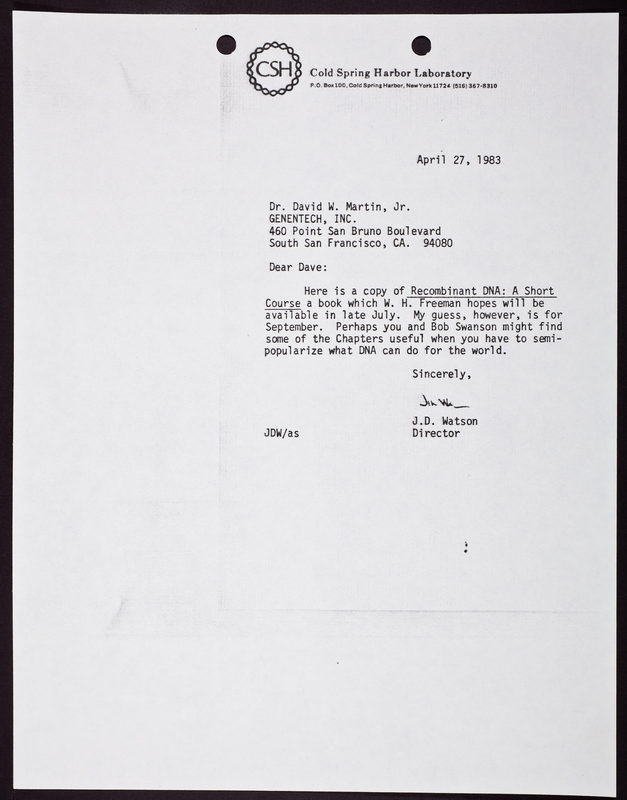 CSH
Cold Spring Harbor Laboratory
P.O. Box 100, Cold Spring Harbor, New York 11724 (516) 367-8310
April 27, 1983
Dr. David W. Martin, Jr.
GENENTECH, INC.
460 Point San Bruno Boulevard
South San Francisco, CA. 94080
Dear Dave:
Here is a copy of Recombinant DNA: A Short
Course a book which W. H. Freeman hopes will be
available in late July. My guess, however, is for
September. Perhaps you and Bob Swanson might find
some of the Chapters useful when you have to semi-
popularize what DNA can do for the world.
Sincerely,
J.D. Watson
JDW/as Director